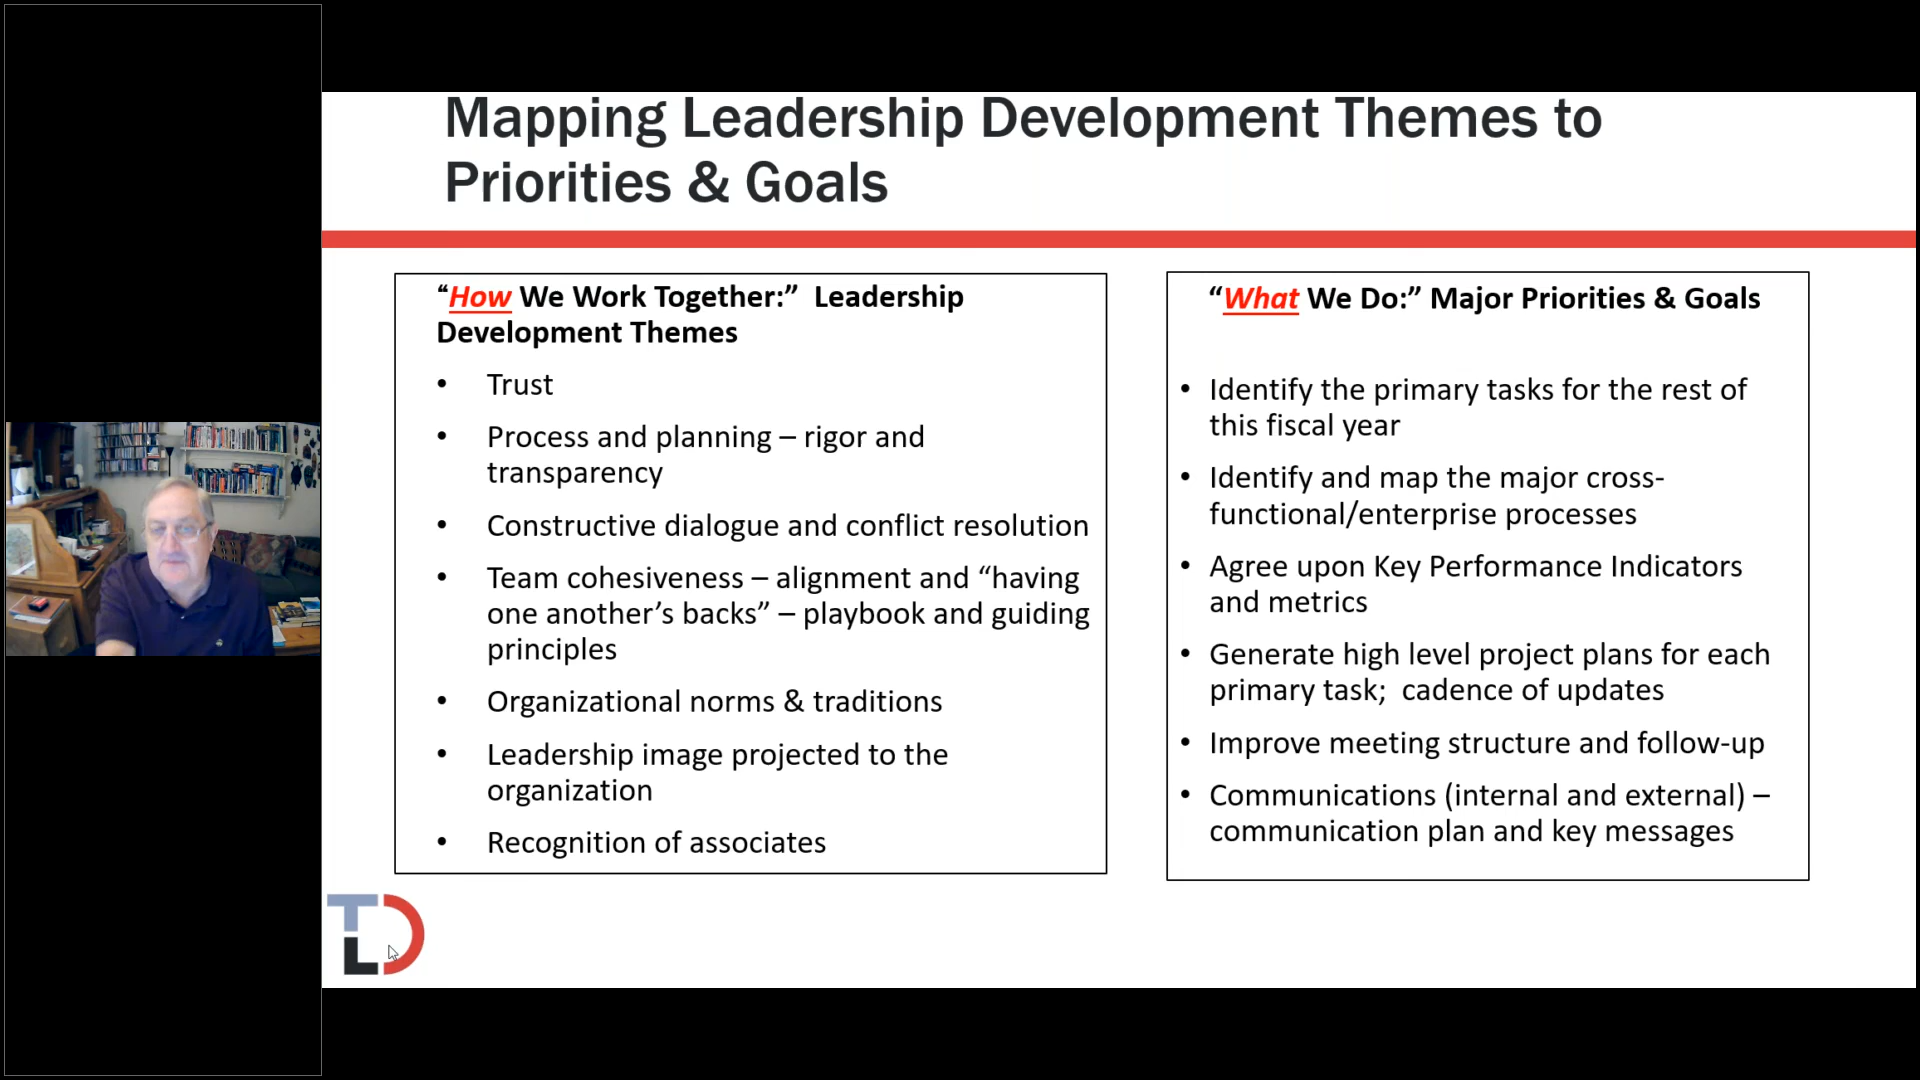 Mapping Leadership Development Themes to
Priorities & Goals
“How We Work Together:”  Leadership
Development Themes
• Trust
• Process and planning – rigor and
transparency
• Constructive dialogue and conflict resolution
• Team cohesiveness – alignment and “having
one another’s backs” – playbook and guiding
principles
• Organizational norms & traditions
• Leadership image projected to the
organization
• Recognition of associates
“What We Do:” Major Priorities & Goals
• Identify the primary tasks for the rest of
this fiscal year
• Identify and map the major cross-
functional/enterprise processes
• Agree upon Key Performance Indicators
and metrics
• Generate high level project plans for each
primary task;  cadence of updates
• Improve meeting structure and follow-up
• Communications (internal and external) –
communication plan and key messages
TLD